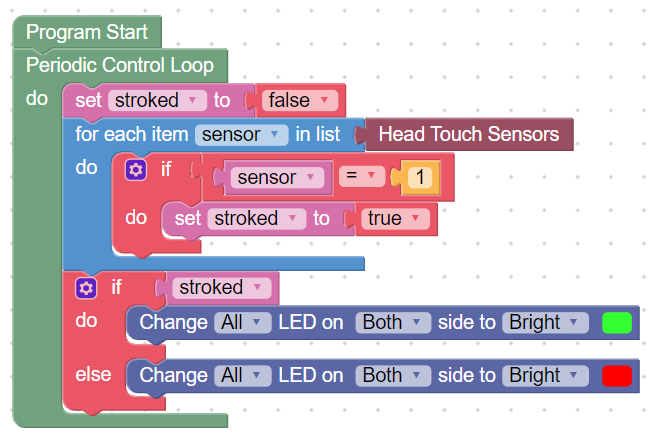 Program Start
Periodic Control Loop
do set stroked to false
for each item sensor in list Head Touch Sensors
do if sensor = 1
do set stroked to true
if stroked
do Change All LED on Both side to Bright
else Change All LED on Both side to Bright